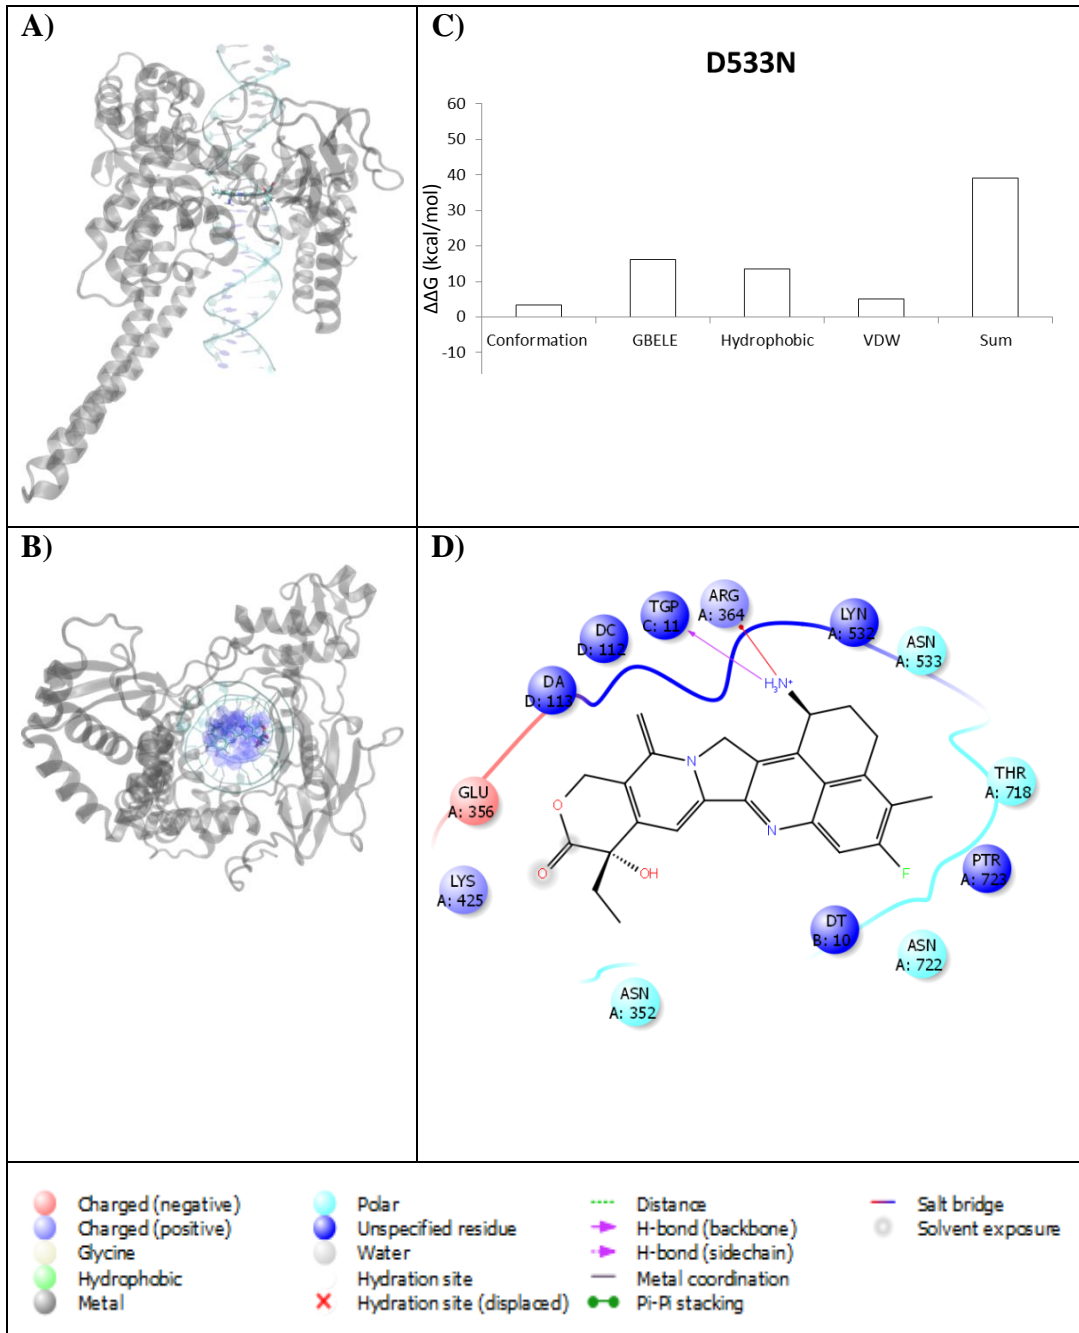 A)
C)
D533N
ΔΔG (kcal/mol)
60
50
40
30
20
10
0
-10
Conformation GBELE Hydrophobic VDW Sum
B)
D)
TGP
C: 11
ARG
A: 364
DC
D: 112
LYN
A: 532
ASN
A: 533
DA
D: 113
H₃N⁺
GLU
A: 356
N
THR
A: 718
O
N
LYS
A: 425
O
OH
F
PTR
A: 723
DT
B: 10
ASN
A: 722
ASN
A: 352
Charged (negative)
Charged (positive)
Glycine
Hydrophobic
Metal
Polar
Unspecified residue
Water
Hydration site
Hydration site (displaced)
Distance
H-bond (backbone)
H-bond (sidechain)
Metal coordination
Pi-Pi stacking
Salt bridge
Solvent exposure